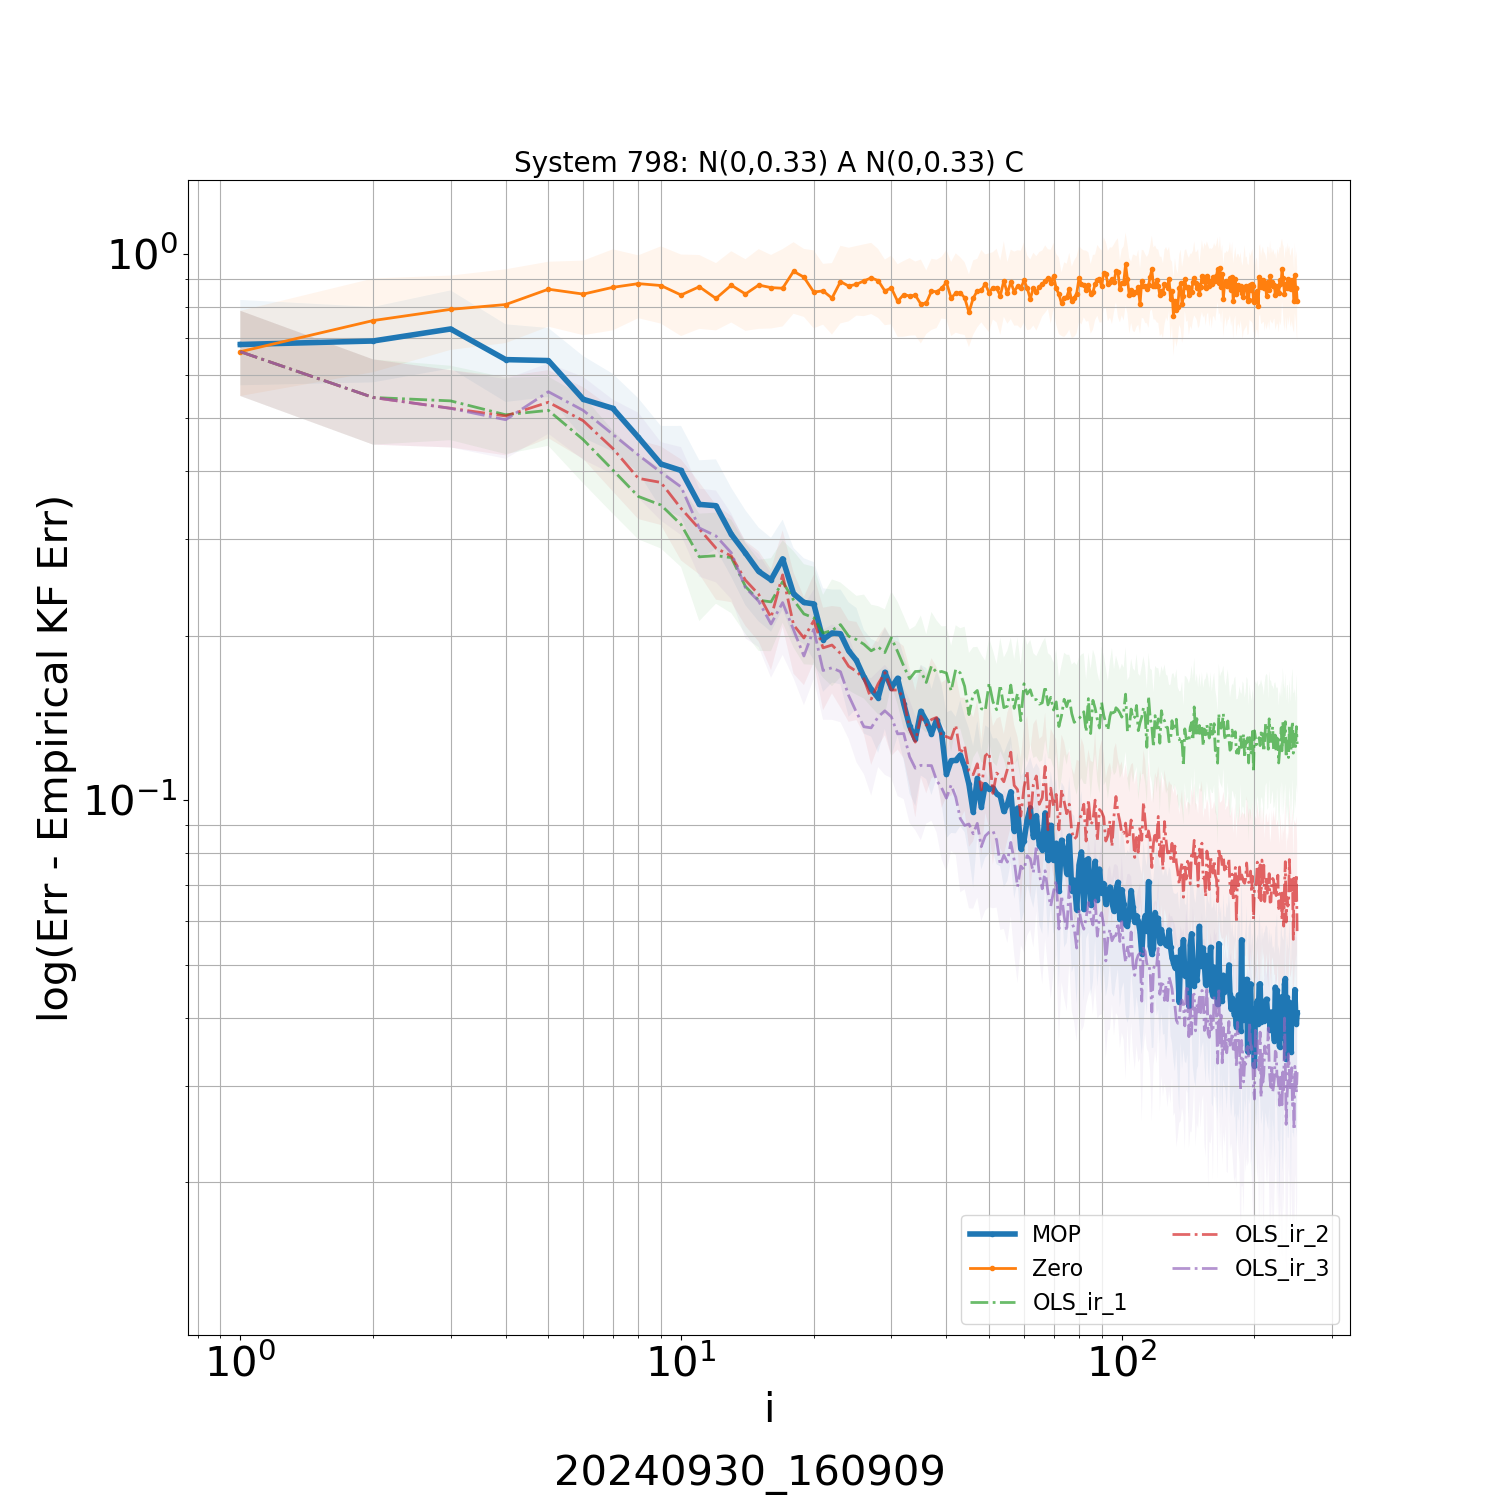 System 798: N(0,0.33) A N(0,0.33) C
log(Err - Empirical KF Err)
10⁰
10⁻¹
MOP
Zero
OLS_ir_1
OLS_ir_2
OLS_ir_3
10⁰
10¹
10²
i
20240930_160909